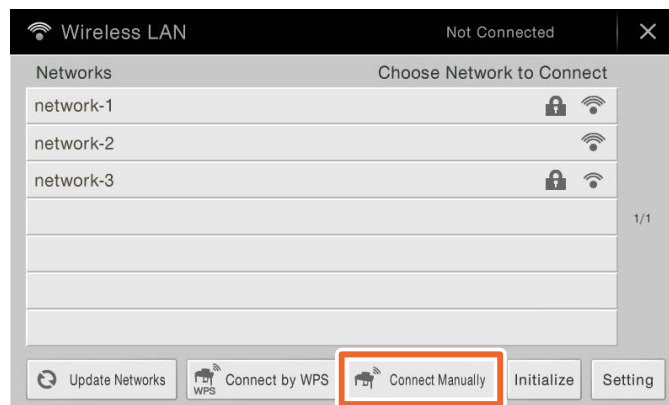 Wireless LAN Not Connected
Networks Choose Network to Connect
network-1
network-2
network-3
1/1
Update Networks WPS Connect by WPS Connect Manually Initialize Setting